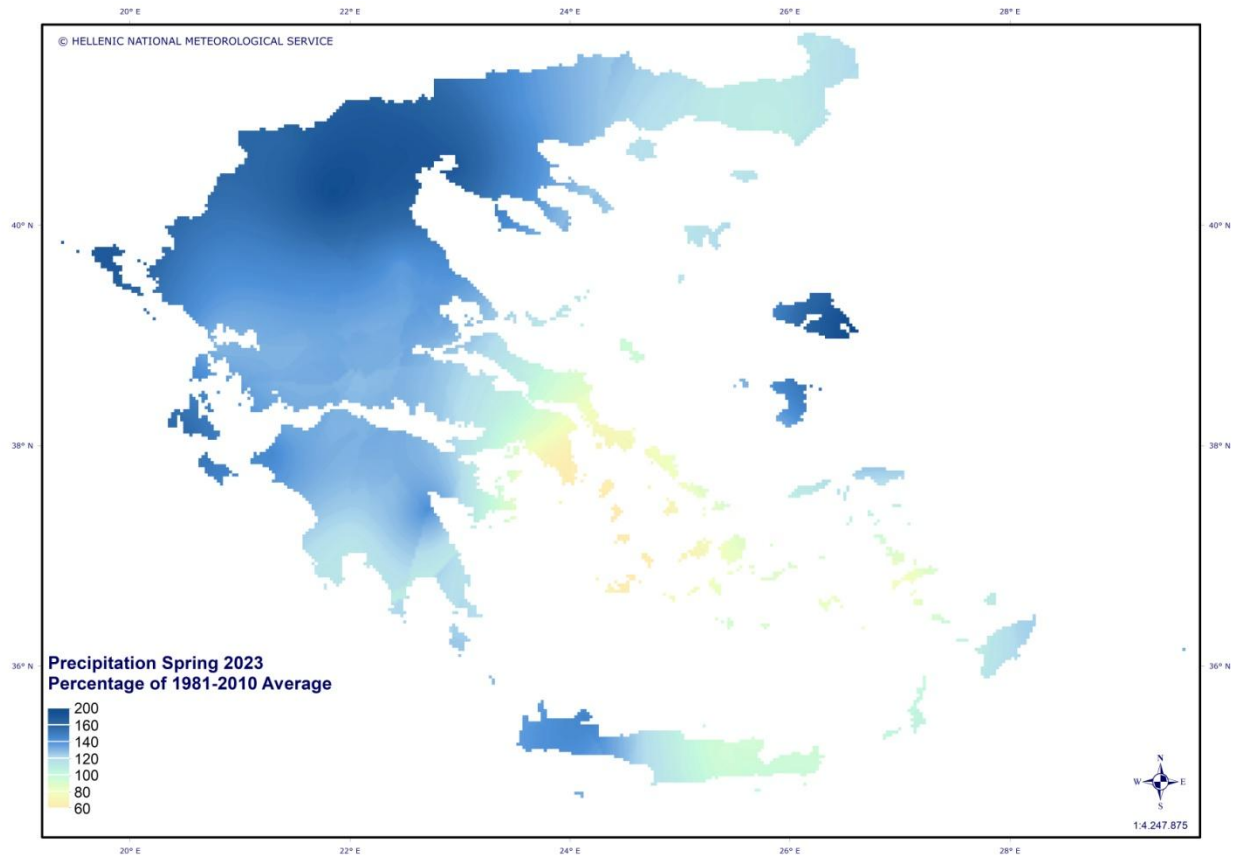 20° E 22° E 24° E 26° E 28° E
© HELLENIC NATIONAL METEOROLOGICAL SERVICE
40° N 40° N
38° N 38° N
36° N 36° N
Precipitation Spring 2023
Percentage of 1981-2010 Average
200
160
140
120
100
80
60
N
W E
S
1:4.247.875
20° E 22° E 24° E 26° E 28° E